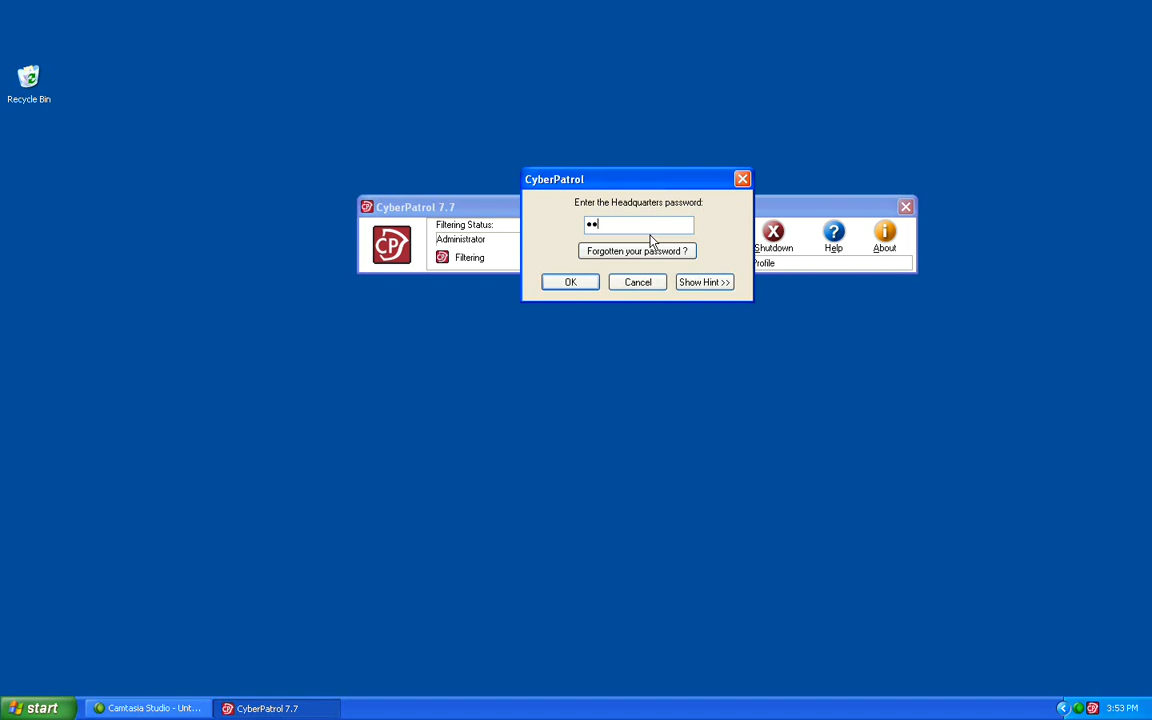 Recycle Bin
CyberPatrol
Enter the Headquarters password:
Forgotten your password ?
OK
Cancel
Show Hint >>
CyberPatrol 7.7
CP
Filtering Status:
Administrator
Filtering
Shutdown
Help
About
Profile
start
Camtasia Studio - Unt...
CyberPatrol 7.7
3:53 PM